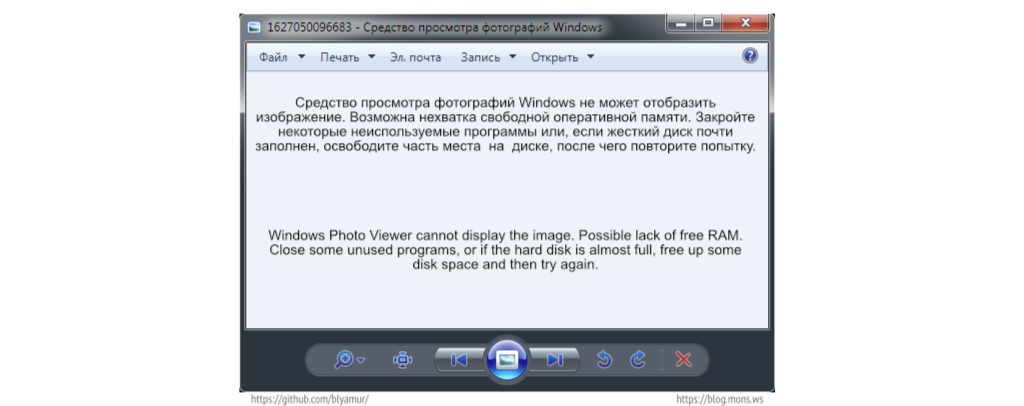 1627050096683 - Средство просмотра фотографий Windows
Файл Печать Эл. почта Запись Открыть ?
Средство просмотра фотографий Windows не может отобразить
изображение. Возможна нехватка свободной оперативной памяти. Закройте
некоторые неиспользуемые программы или, если жесткий диск почти
заполнен, освободите часть места на диске, после чего повторите попытку.
Windows Photo Viewer cannot display the image. Possible lack of free RAM.
Close some unused programs, or if the hard disk is almost full, free up some
disk space and then try again.
https://github.com/blyamur/ https://blog.mons.ws